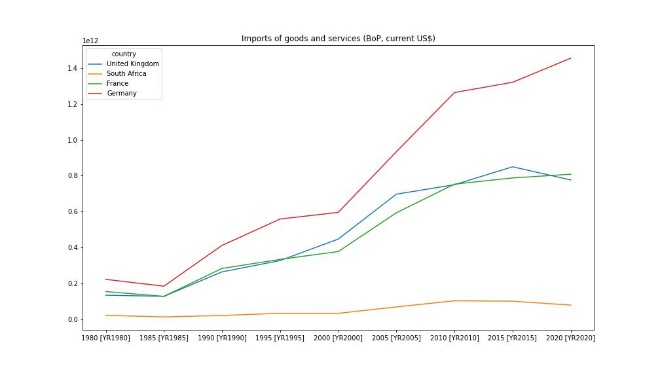 Imports of goods and services (BoP, current US$)
1e12
country
United Kingdom
South Africa
France
Germany
1.4
1.2
1.0
0.8
0.6
0.4
0.2
0.0
1980 [YR1980] 1985 [YR1985] 1990 [YR1990] 1995 [YR1995] 2000 [YR2000] 2005 [YR2005] 2010 [YR2010] 2015 [YR2015] 2020 [YR2020]